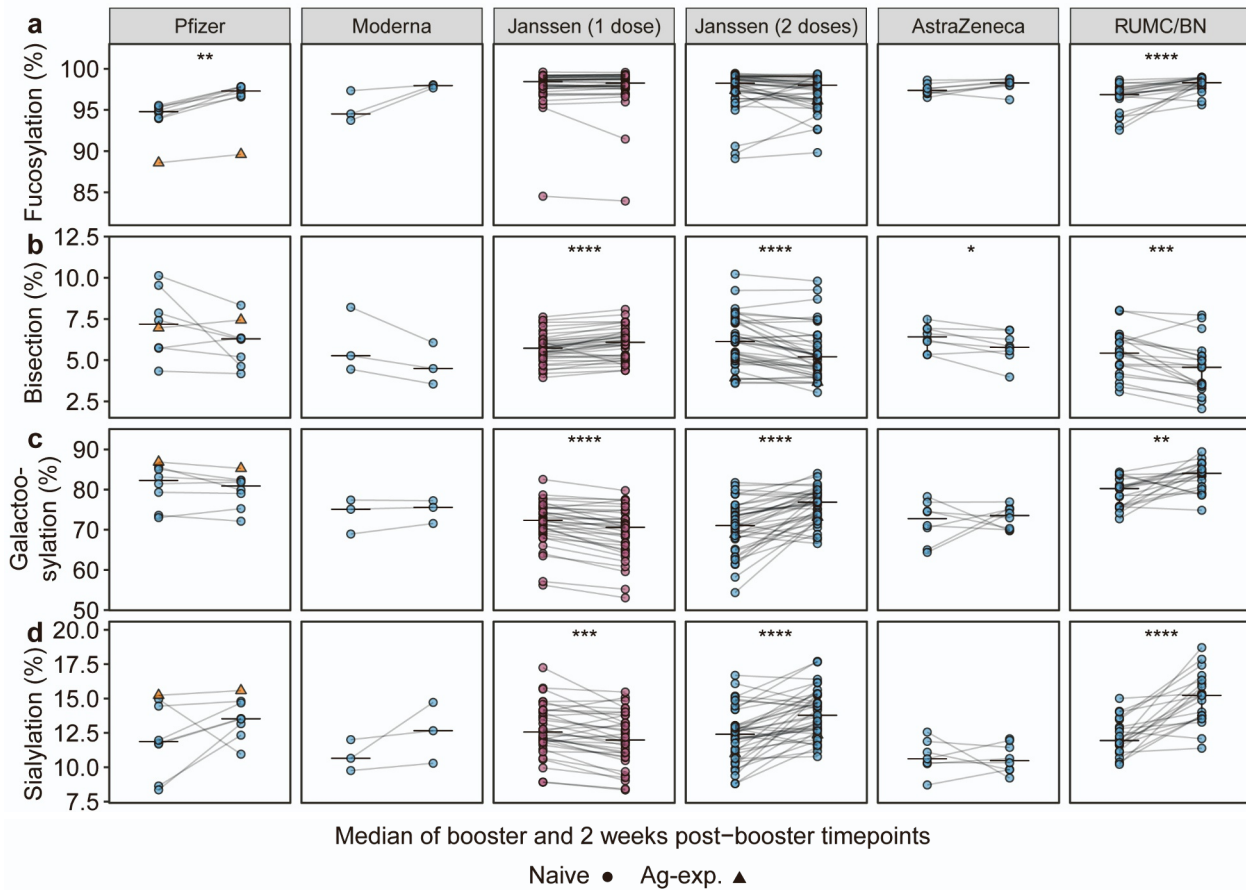 Pfizer Moderna Janssen (1 dose) Janssen (2 doses) AstraZeneca RUMC/BN
a
Fucosylation (%)
100
95
90
85
** ****
b
Bisection (%)
12.5
10.0
7.5
5.0
2.5
**** **** * ***
c
Galactoo-
sylation (%)
90
80
70
60
50
**** **** **
d
Sialylation (%)
20.0
17.5
15.0
12.5
10.0
7.5
*** **** ****
Median of booster and 2 weeks post−booster timepoints
Naive ● Ag-exp. ▲